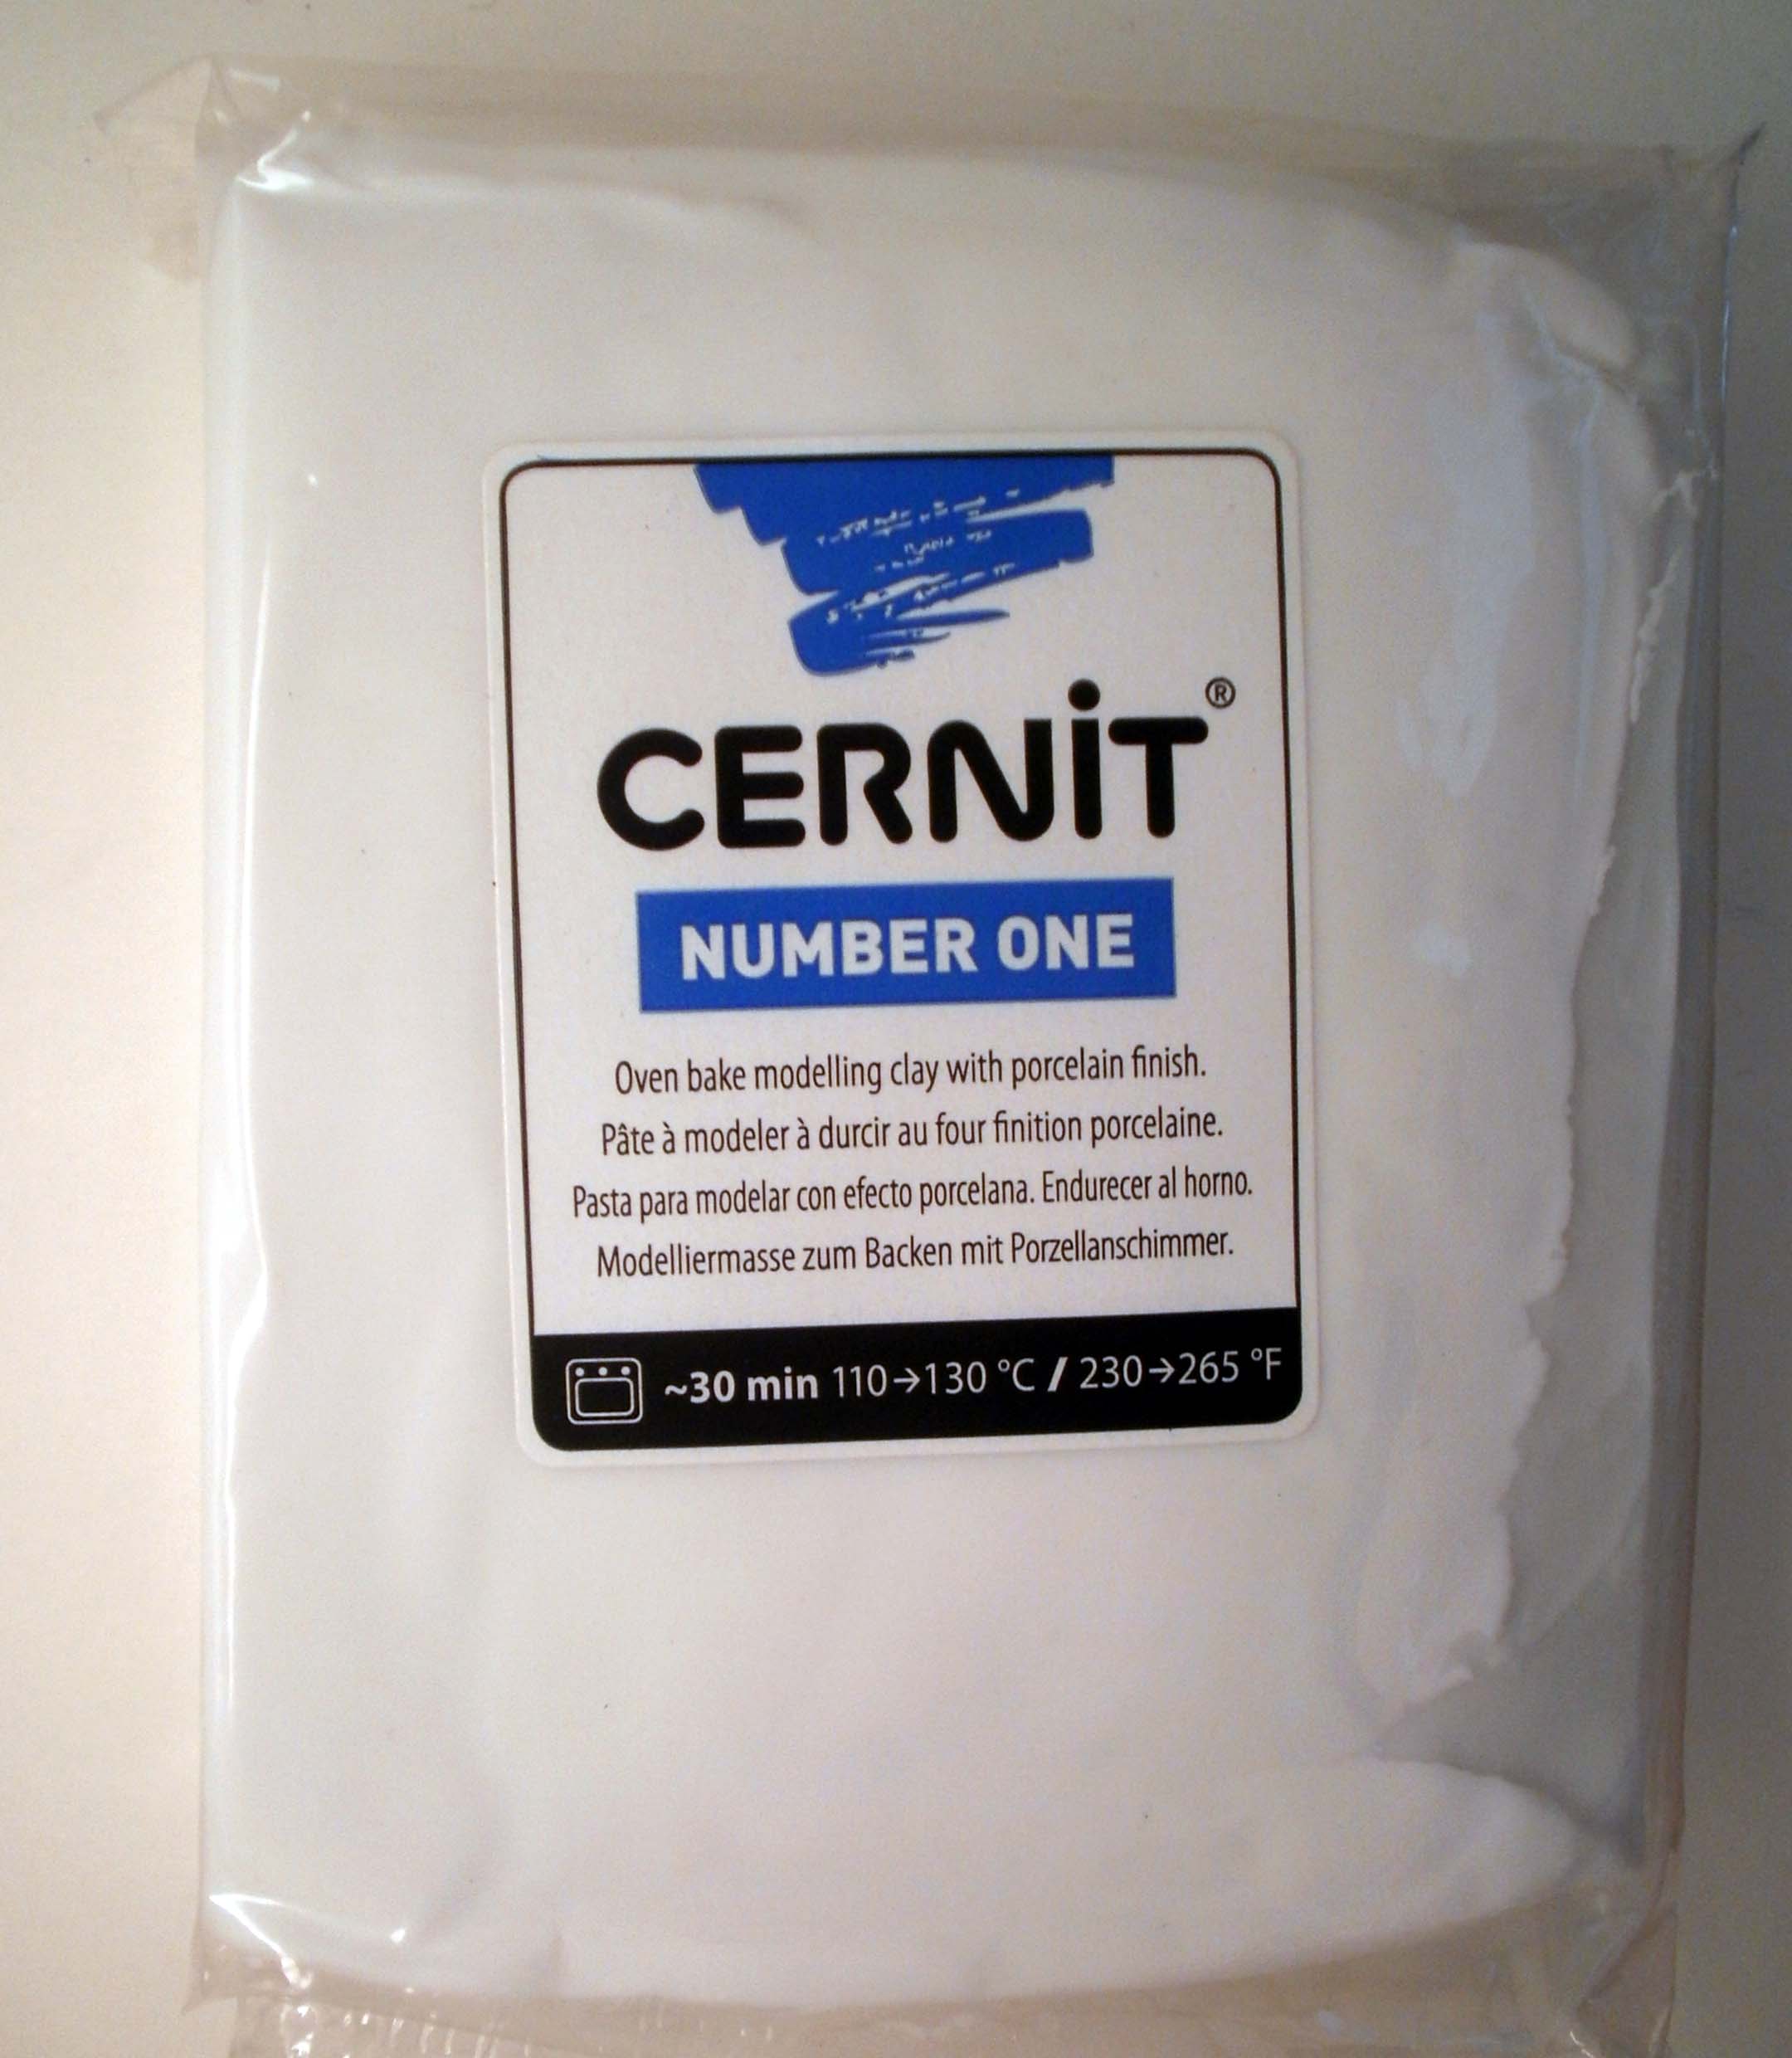 CERNiT®
NUMBER ONE
Oven bake modelling clay with porcelain finish.
Pâte à modeler à durcir au four finition porcelaine.
Pasta para modelar con efecto porcelana. Endurecer al horno.
Modelliermasse zum Backen mit Porzellanschimmer.
~30 min 110→130 °C / 230→265 °F